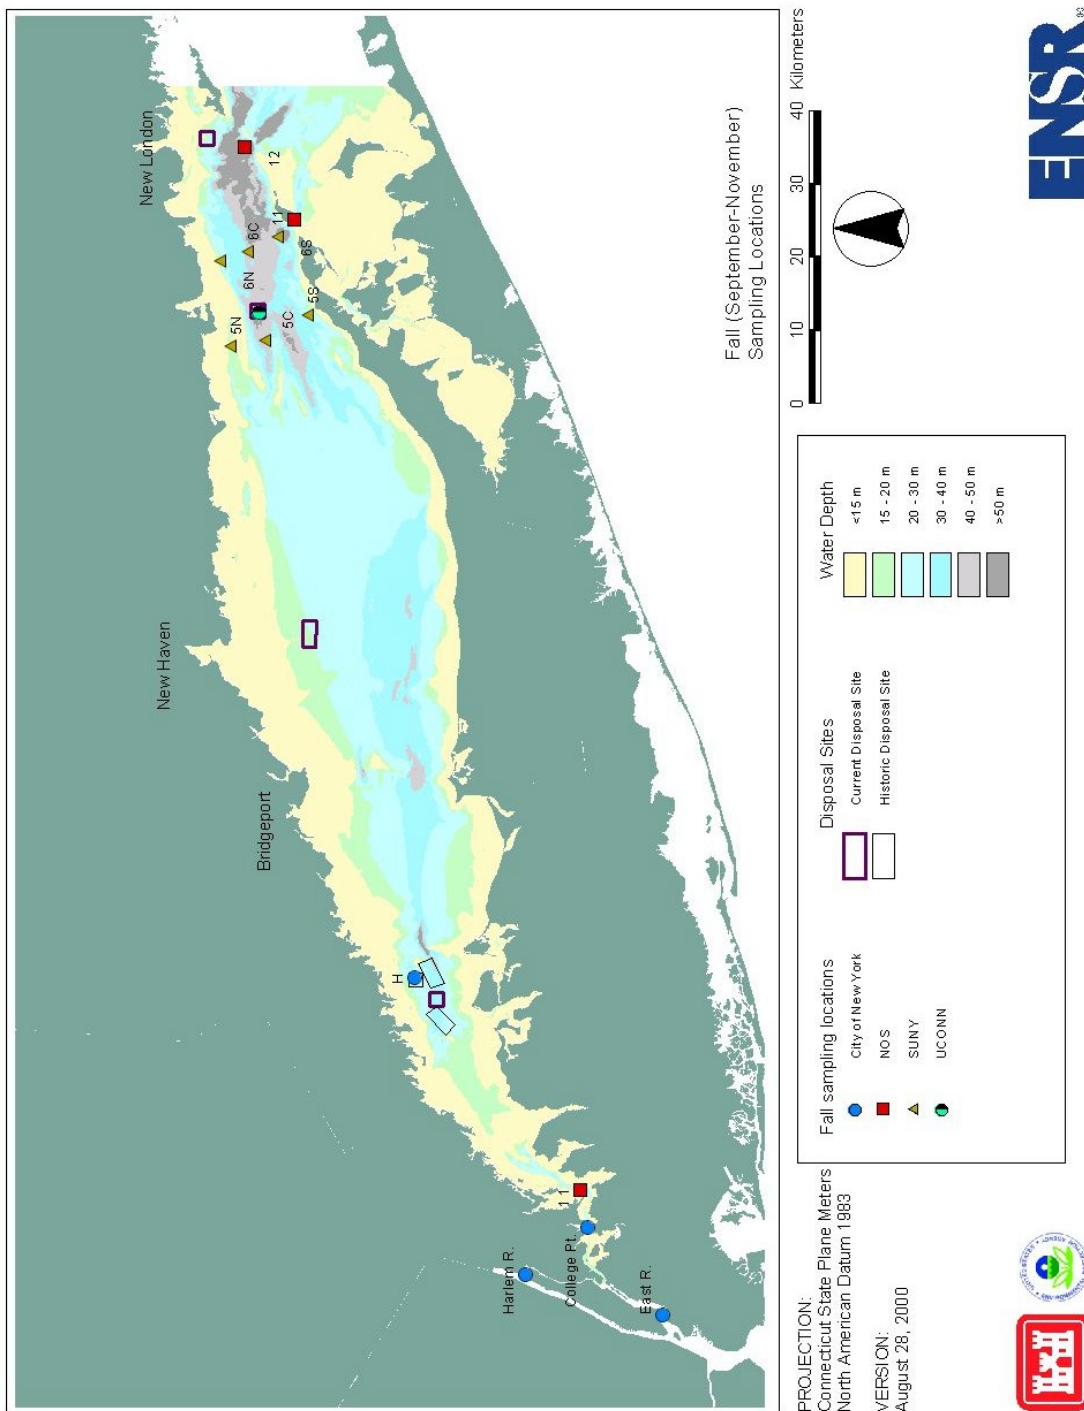 New London
New Haven
Bridgeport
5N
6N
6C
5C
5S
6S
11
12
H
1 1
Harlem R.
College Pt.
East R.
Fall (September-November)
Sampling Locations
0 10 20 30 40 Kilometers
PROJECTION:
Connecticut State Plane Meters
North American Datum 1983
VERSION:
August 28, 2000
Fall sampling locations
City of New York
NOS
SUNY
UCONN
Disposal Sites
Current Disposal Site
Historic Disposal Site
Water Depth
<15 m
15 - 20 m
20 - 30 m
30 - 40 m
40 - 50 m
>50 m
ENSR